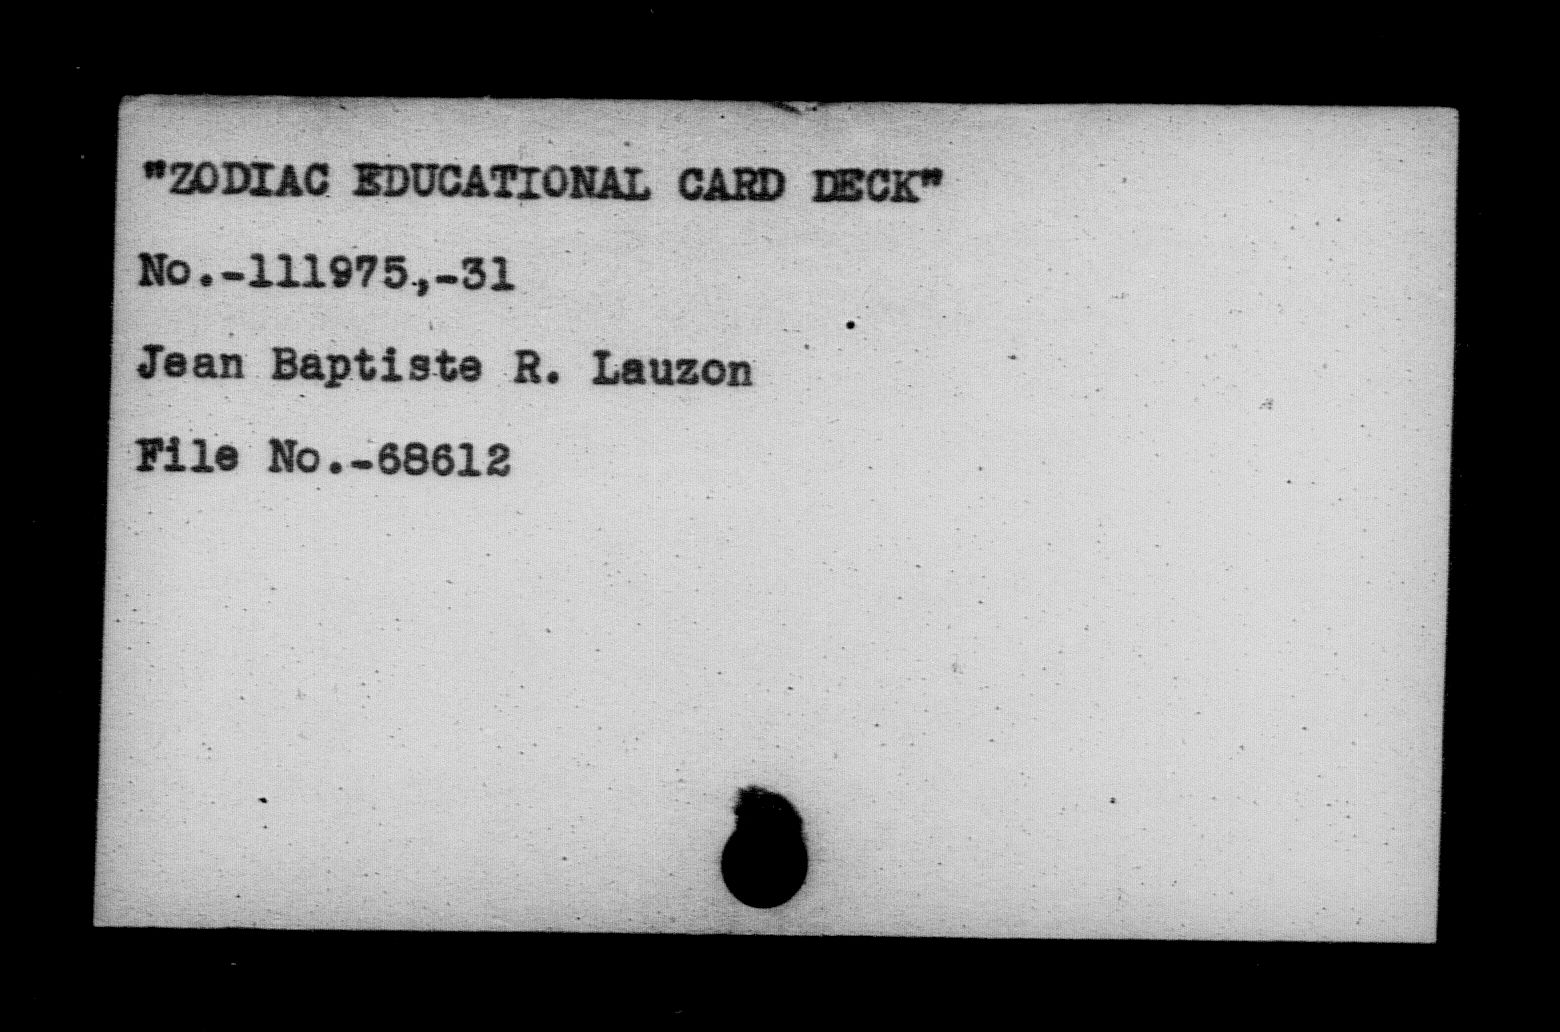 "ZODIAC EDUCATIONAL CARD DECK"
No.-111975,-31
Jean Baptiste R. Lauzon
File No.-68612